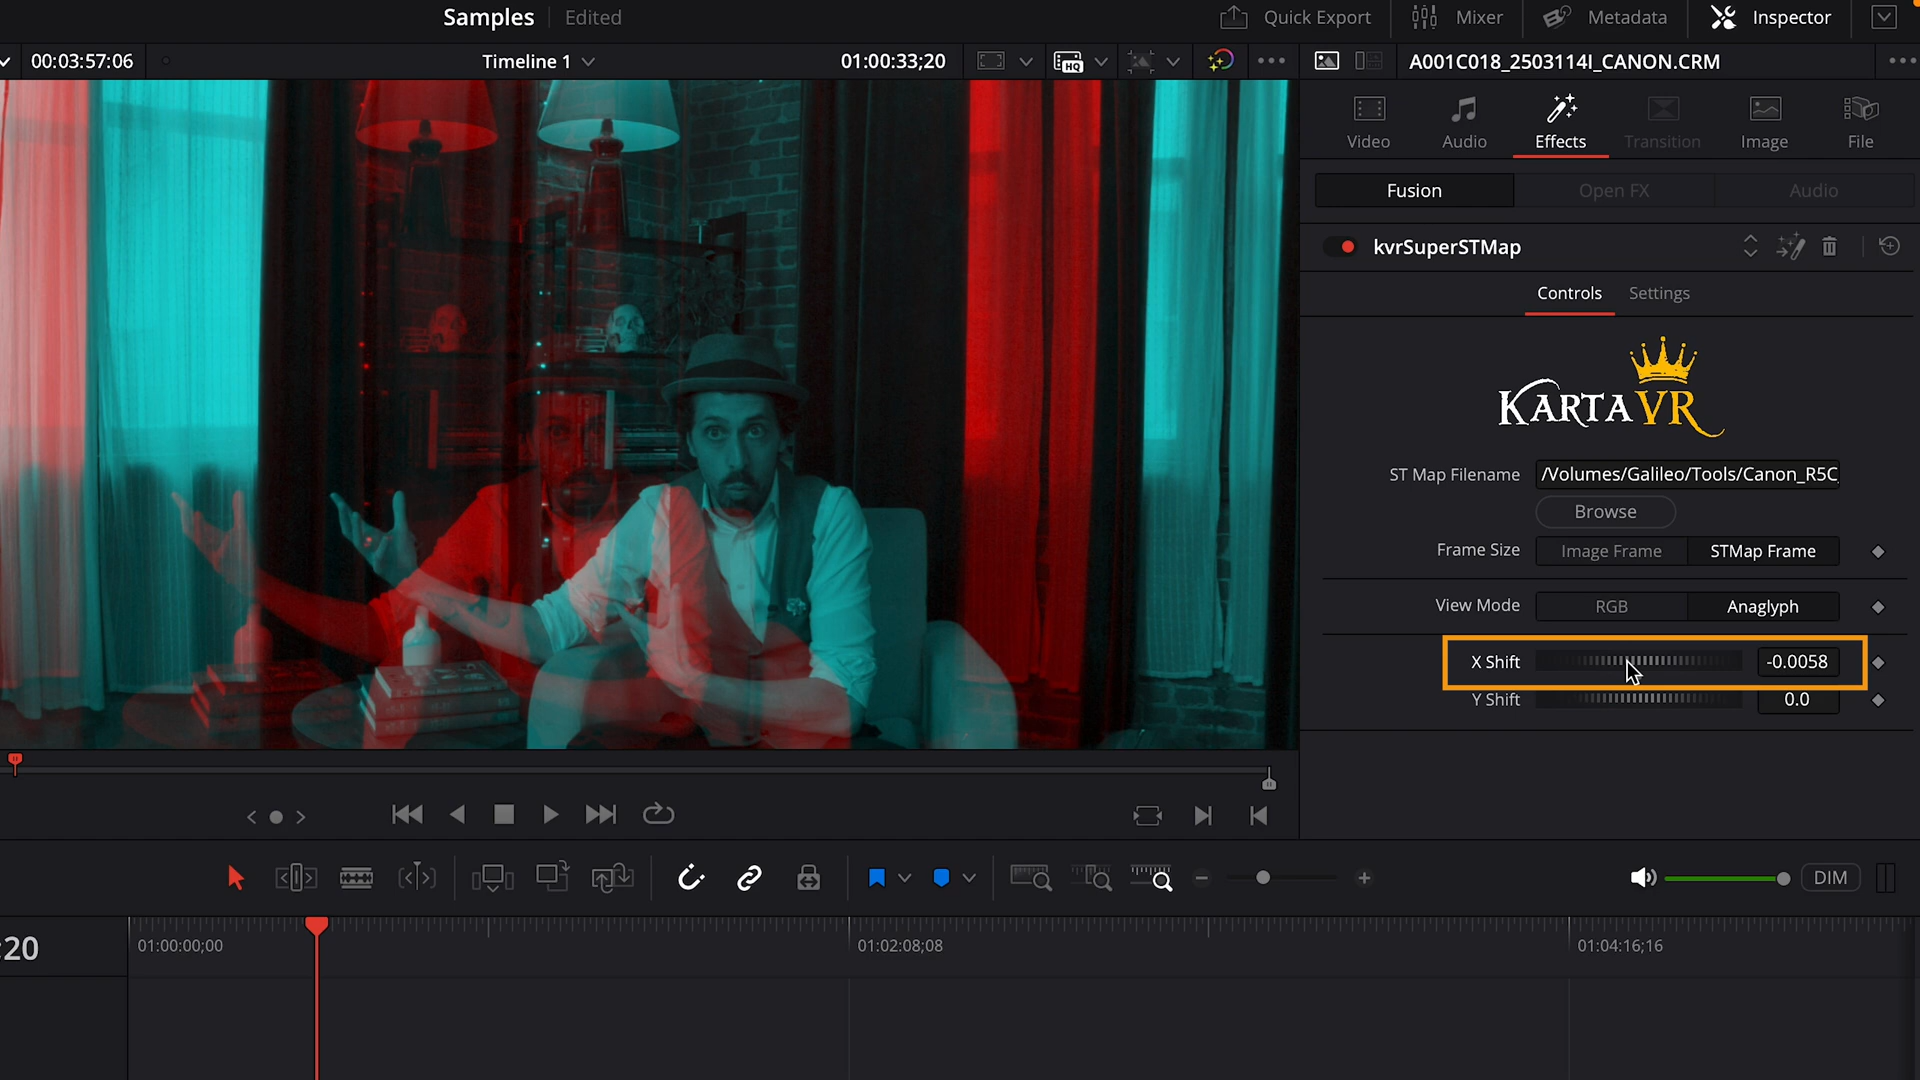 Samples Edited Quick Export Mixer Metadata Inspector
00:03:57:06 Timeline 1 01:00:33;20 HQ A001C018_2503114I_CANON.CRM
Video Audio Effects Transition Image File
Fusion Open FX Audio
kvrSuperSTMap
Controls Settings
KARTAVR
ST Map Filename /Volumes/Galileo/Tools/Canon_R5C_
Browse
Frame Size Image Frame STMap Frame
View Mode RGB Anaglyph
X Shift -0.0058
Y Shift 0.0
DIM
:20 01:00:00;00 01:02:08;08 01:04:16;16